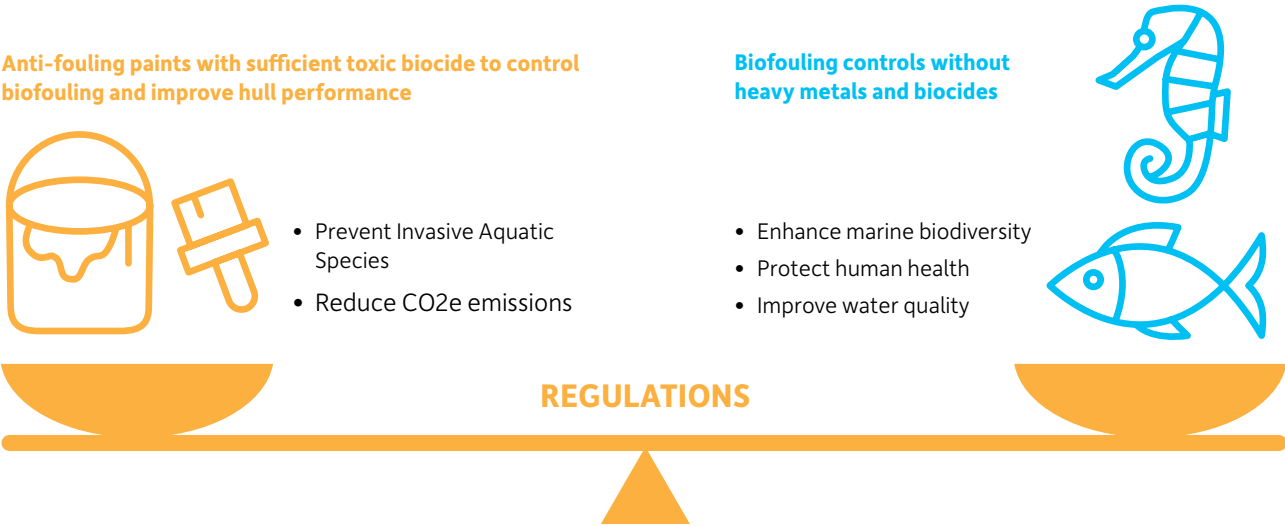 Anti-fouling paints with sufficient toxic biocide to control
biofouling and improve hull performance
• Prevent Invasive Aquatic
Species
• Reduce CO2e emissions
Biofouling controls without
heavy metals and biocides
• Enhance marine biodiversity
• Protect human health
• Improve water quality
REGULATIONS